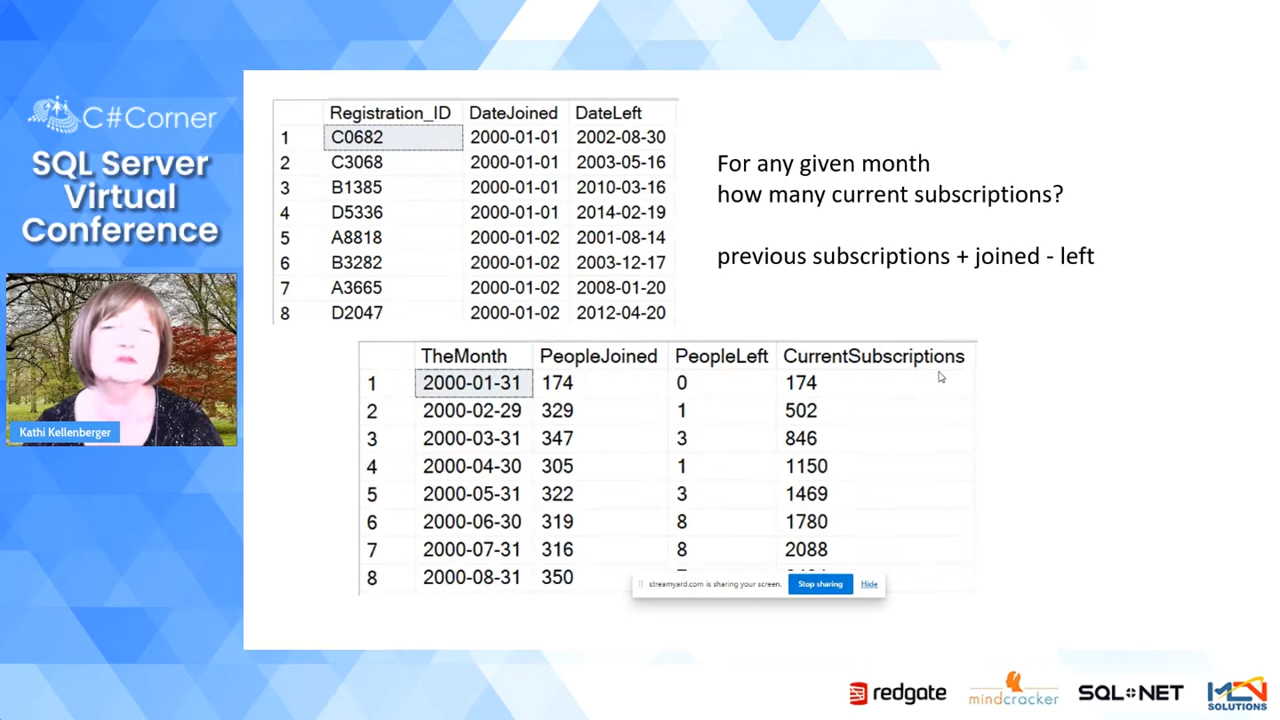 C#Corner
SQL Server
Virtual
Conference
Kathi Kellenberger
Registration_ID DateJoined DateLeft
1 C0682 2000-01-01 2002-08-30
2 C3068 2000-01-01 2003-05-16
3 B1385 2000-01-01 2010-03-16
4 D5336 2000-01-01 2014-02-19
5 A8818 2000-01-02 2001-08-14
6 B3282 2000-01-02 2003-12-17
7 A3665 2000-01-02 2008-01-20
8 D2047 2000-01-02 2012-04-20
For any given month
how many current subscriptions?
previous subscriptions + joined - left
TheMonth PeopleJoined PeopleLeft CurrentSubscriptions
1 2000-01-31 174 0 174
2 2000-02-29 329 1 502
3 2000-03-31 347 3 846
4 2000-04-30 305 1 1150
5 2000-05-31 322 3 1469
6 2000-06-30 319 8 1780
7 2000-07-31 316 8 2088
8 2000-08-31 350
streamyard.com is sharing your screen. Stop sharing Hide
redgate
mindcracker
SQL+NET
MCN
SOLUTIONS